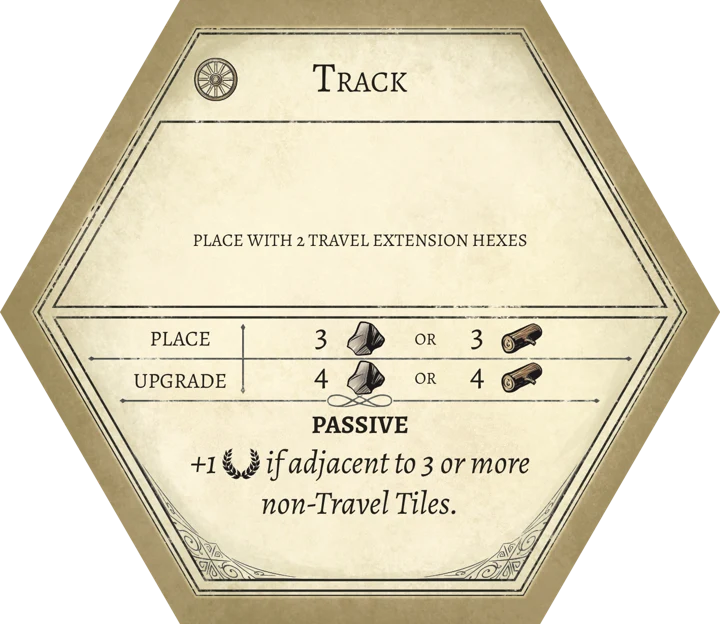 Track
PLACE WITH 2 TRAVEL EXTENSION HEXES
PLACE 3 OR 3
UPGRADE 4 OR 4
PASSIVE
+1 if adjacent to 3 or more
non-Travel Tiles.